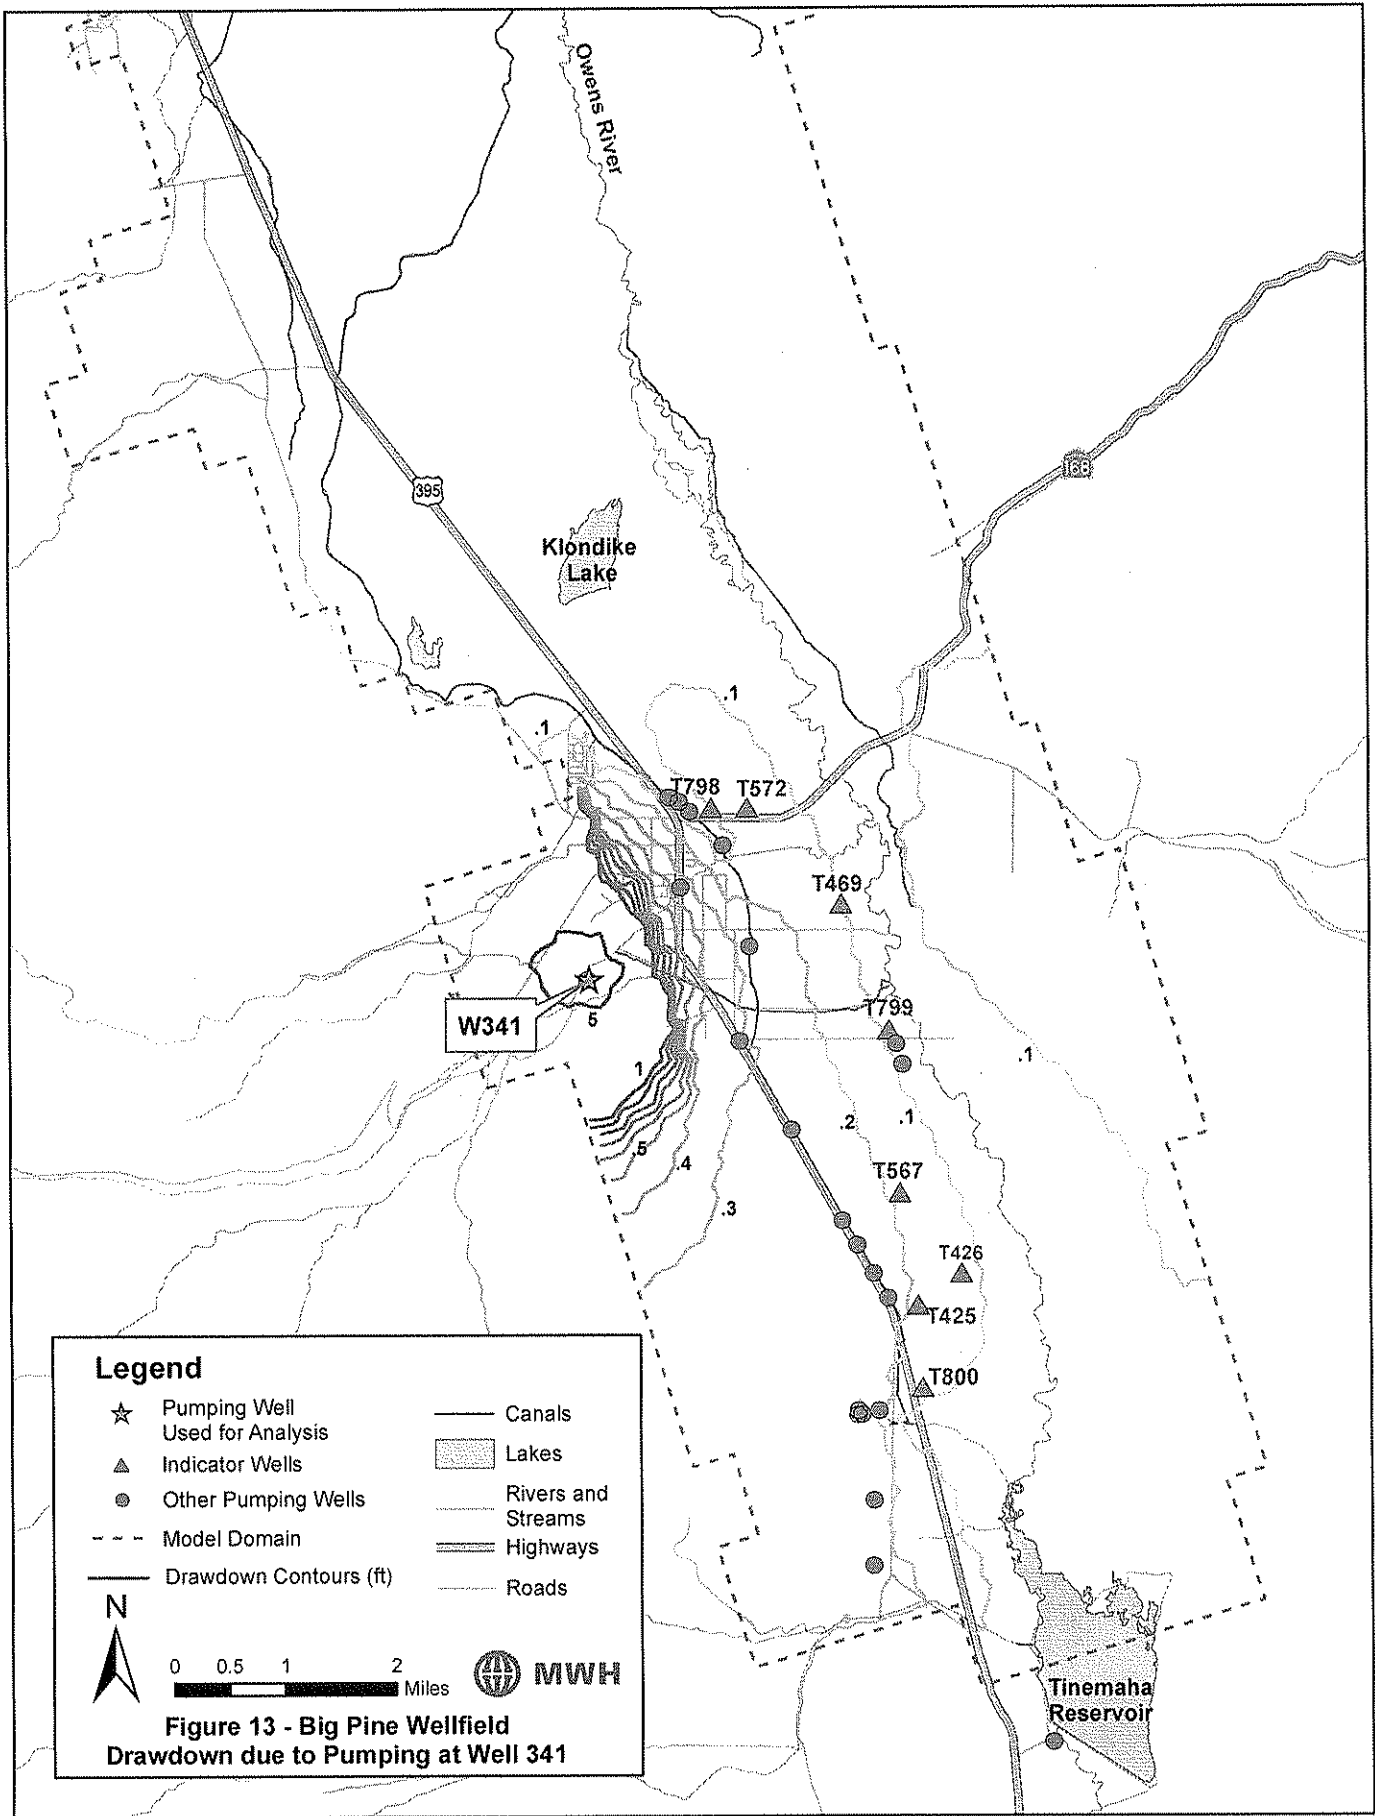 Owens River
168
395
Klondike
Lake
.1
.1
T798
T572
T469
W341
5
T799
.1
1
.2
.1
.5
.4
T567
.3
T426
T425
T800
Legend
Pumping Well
Used for Analysis
Indicator Wells
Other Pumping Wells
Model Domain
Drawdown Contours (ft)
Canals
Lakes
Rivers and
Streams
Highways
Roads
N
0 0.5 1 2
Miles
MWH
Figure 13 - Big Pine Wellfield
Drawdown due to Pumping at Well 341
Tinemaha
Reservoir